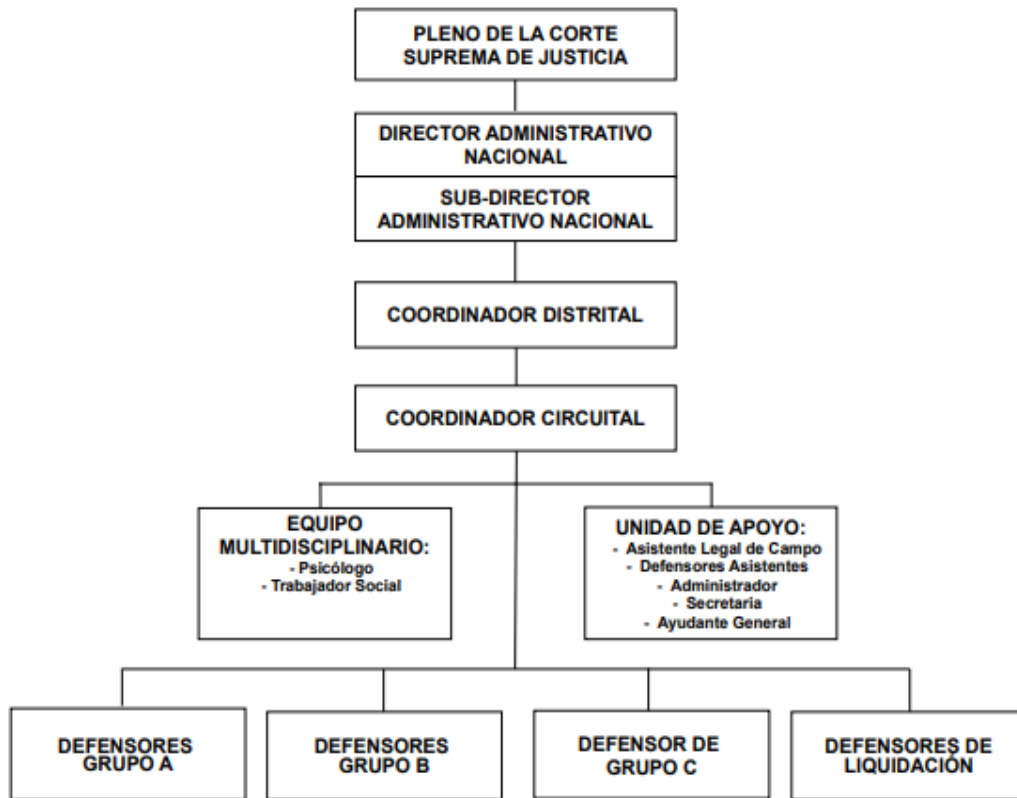 PLENO DE LA CORTE
SUPREMA DE JUSTICIA
DIRECTOR ADMINISTRATIVO
NACIONAL
SUB-DIRECTOR
ADMINISTRATIVO NACIONAL
COORDINADOR DISTRITAL
COORDINADOR CIRCUITAL
EQUIPO
MULTIDISCIPLINARIO:
- Psicólogo
- Trabajador Social
UNIDAD DE APOYO:
- Asistente Legal de Campo
- Defensores Asistentes
- Administrador
- Secretaria
- Ayudante General
DEFENSORES
GRUPO A
DEFENSORES
GRUPO B
DEFENSOR DE
GRUPO C
DEFENSORES DE
LIQUIDACIÓN